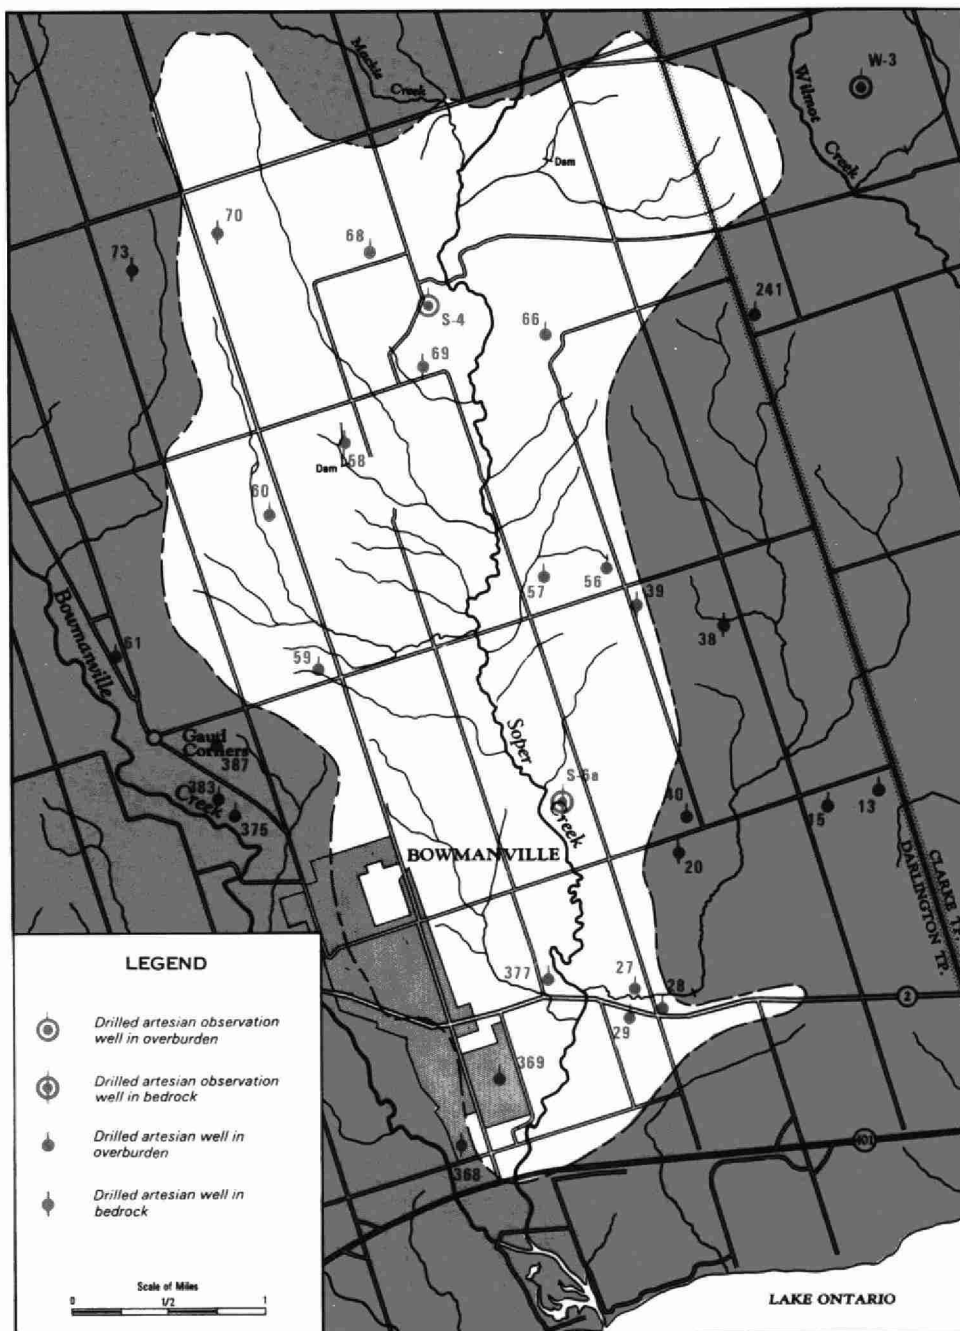 Mackie
Creek
Wilmot
Creek
W-3
Dam
70
68
73
S-4
66
241
69
58
Dam
60
57
56
39
38
Bowmanville
Creek
61
59
Gaud
Corners
387
383
375
Soper
Creek
S-6a
40
15
13
20
BOWMANVILLE
CLARKE TP.
DARLINGTON TP.
377
27
28
29
2
369
368
401
LAKE ONTARIO
LEGEND
Drilled artesian observation
well in overburden
Drilled artesian observation
well in bedrock
Drilled artesian well in
overburden
Drilled artesian well in
bedrock
Scale of Miles
0 1/2 1